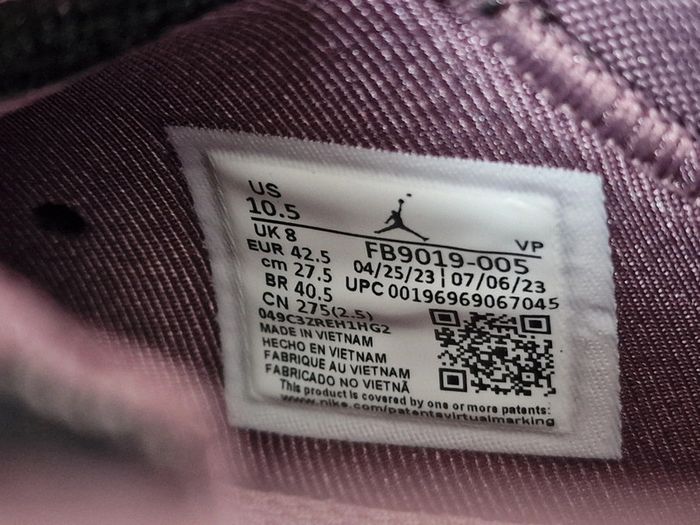 US
10.5
UK 8
EUR 42.5
cm 27.5
BR 40.5
CN 275(2.5)
VP
FB9019-005
04/25/23 | 07/06/23
UPC 00196969067045
049C3ZREH1HG2
MADE IN VIETNAM
HECHO EN VIETNAM
FABRIQUE AU VIETNAM
FABRICADO NO VIETNÃ
This product is covered by one or more patents:
www.nike.com/patentsvirtualmarking